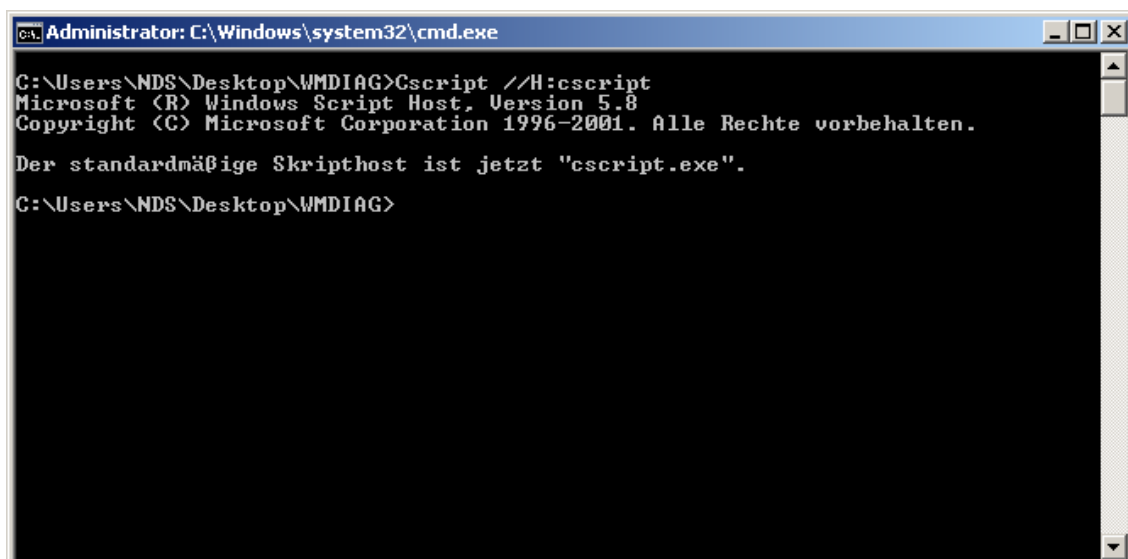 Administrator: C:\Windows\system32\cmd.exe
C:\Users\NDS\Desktop\WMDIAG>Cscript //H:cscript
Microsoft (R) Windows Script Host, Version 5.8
Copyright (C) Microsoft Corporation 1996-2001. Alle Rechte vorbehalten.
Der standardmäßige Skripthost ist jetzt "cscript.exe".
C:\Users\NDS\Desktop\WMDIAG>